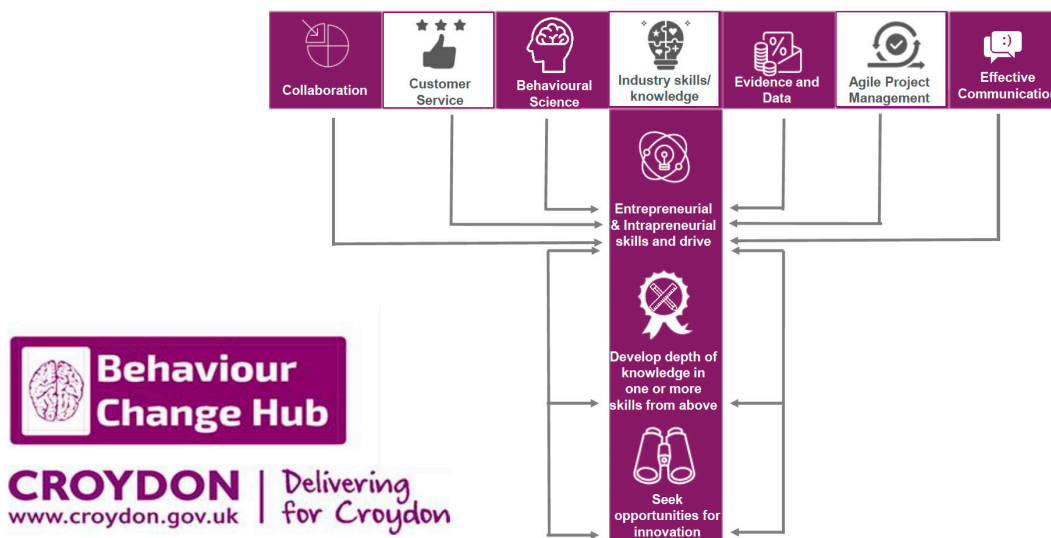 Collaboration
Customer
Service
Behavioural
Science
Industry skills/
knowledge
%
Evidence and
Data
Agile Project
Management
:)
Effective
Communication
Entrepreneurial
& Intrapreneurial
skills and drive
Develop depth of
knowledge in
one or more
skills from above
Seek
opportunities for
innovation
Behaviour
Change Hub
CROYDON
www.croydon.gov.uk
Delivering
for Croydon